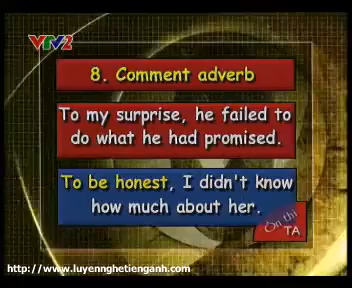 VTV2
8. Comment adverb
To my surprise, he failed to
do what he had promised.
To be honest, I didn't know
how much about her.
Ôn thi
TA
http://www.luyennghetienganh.com